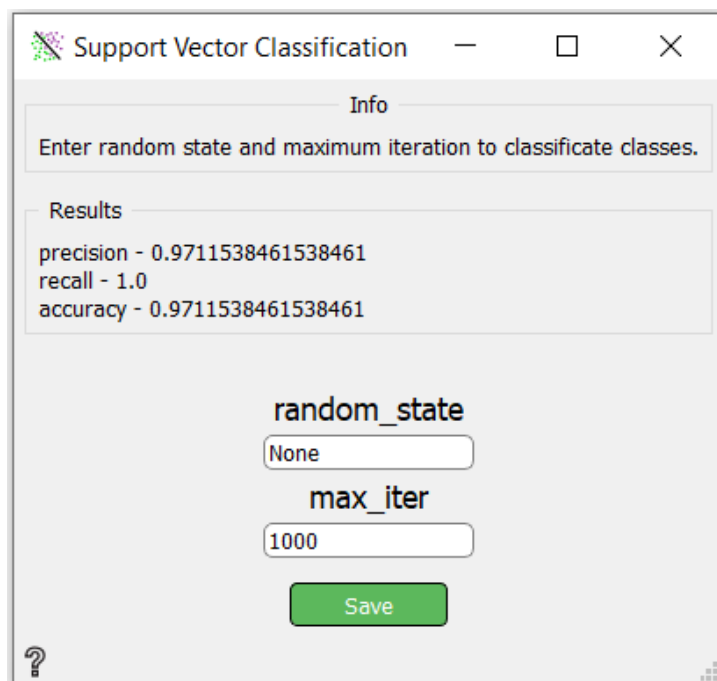 Support Vector Classification
Info
Enter random state and maximum iteration to classificate classes.
Results
precision - 0.9711538461538461
recall - 1.0
accuracy - 0.9711538461538461
random_state
None
max_iter
1000
Save
?